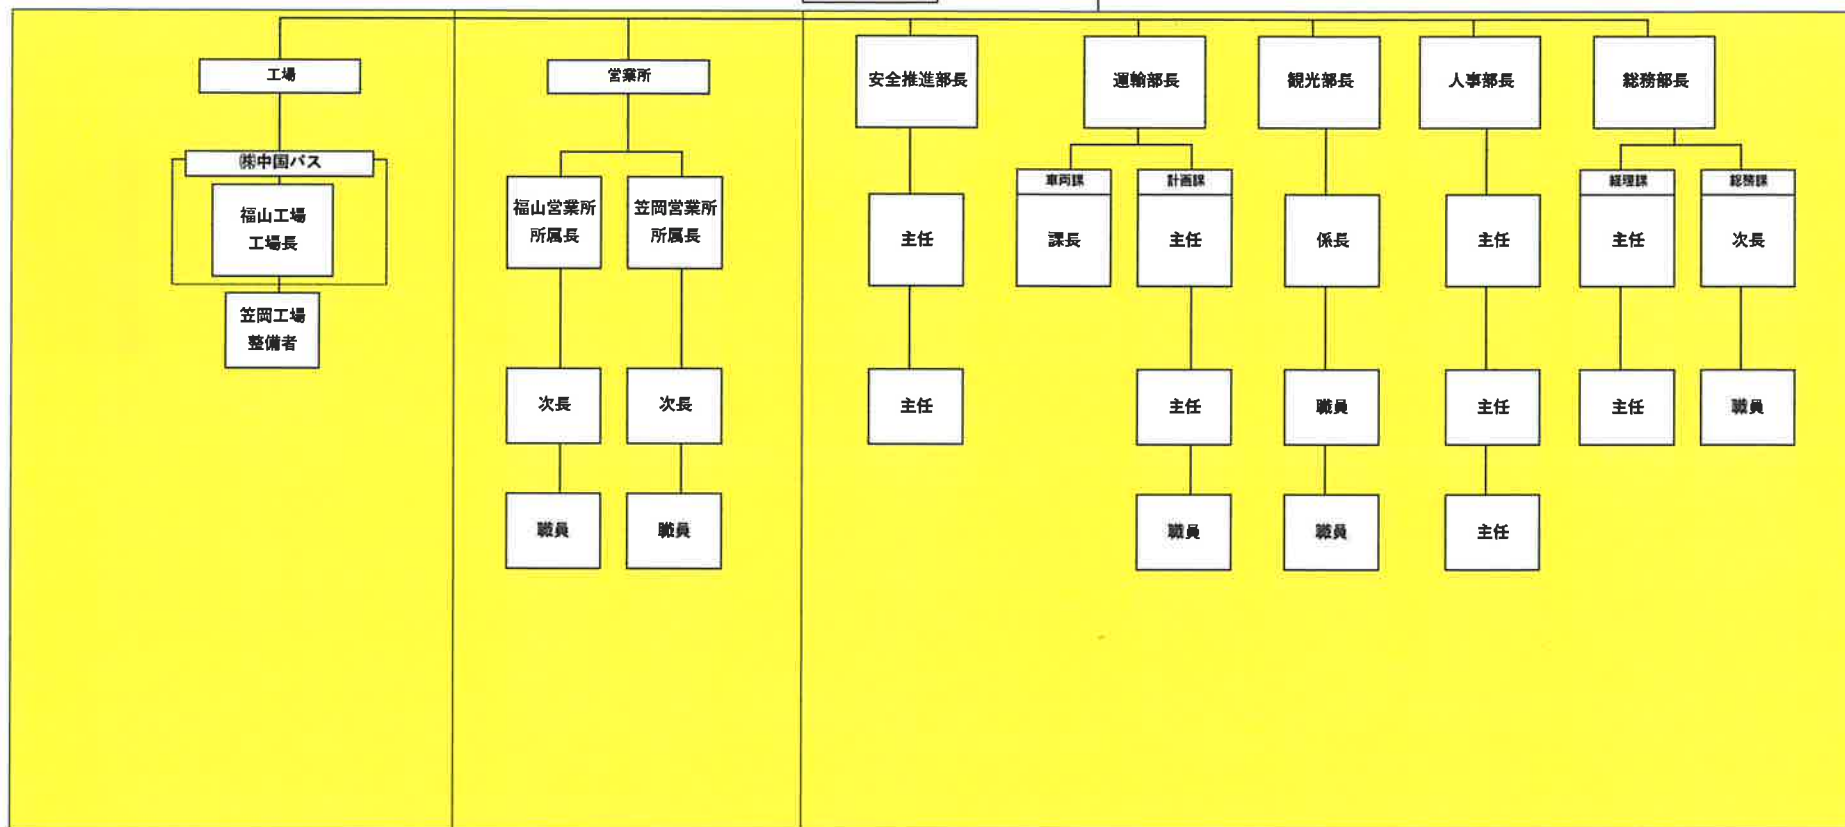 工場
営業所
安全推進部長
運輸部長
観光部長
人事部長
総務部長
㈱中国バス
福山工場
工場長
笠岡工場
整備者
福山営業所
所属長
笠岡営業所
所属長
次長
次長
職員
職員
主任
主任
車両課
課長
計画課
主任
主任
職員
係長
職員
職員
主任
主任
主任
経理課
主任
主任
総務課
次長
職員